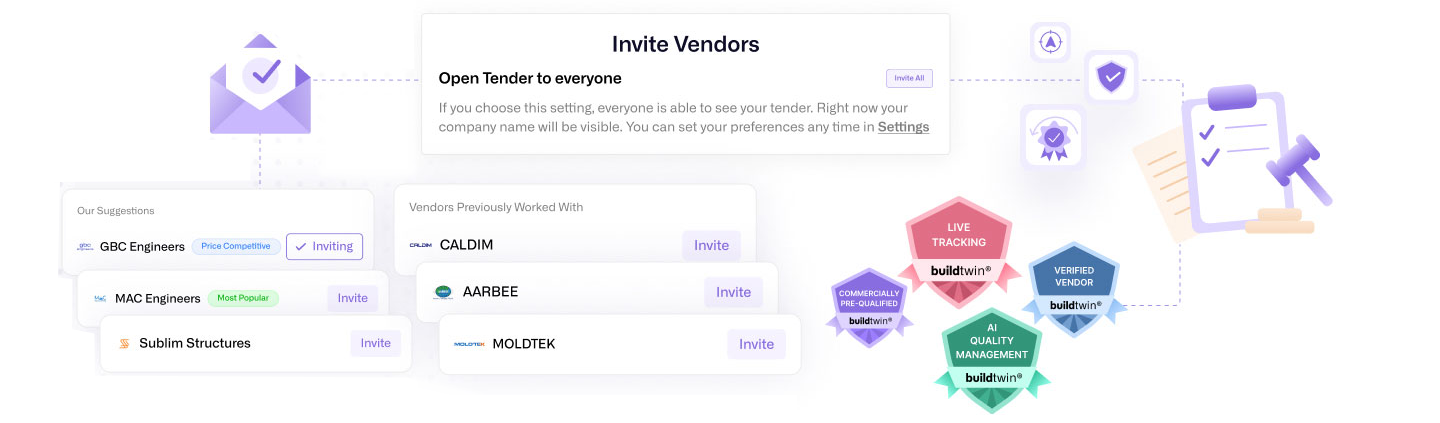 Invite Vendors
Open Tender to everyone
Invite All
If you choose this setting, everyone is able to see your tender. Right now your
company name will be visible. You can set your preferences any time in Settings
Our Suggestions
gbc
GBC Engineers
Price Competitive
Inviting
MAC Engineers
Most Popular
Invite
Sublim Structures
Invite
Vendors Previously Worked With
CALDIM
CALDIM
Invite
AARBEE
Invite
MOLDTEK
MOLDTEK
Invite
LIVE
TRACKING
buildtwin®
COMMERCIALLY
PRE-QUALIFIED
buildtwin®
VERIFIED
VENDOR
buildtwin®
AI
QUALITY
MANAGEMENT
buildtwin®